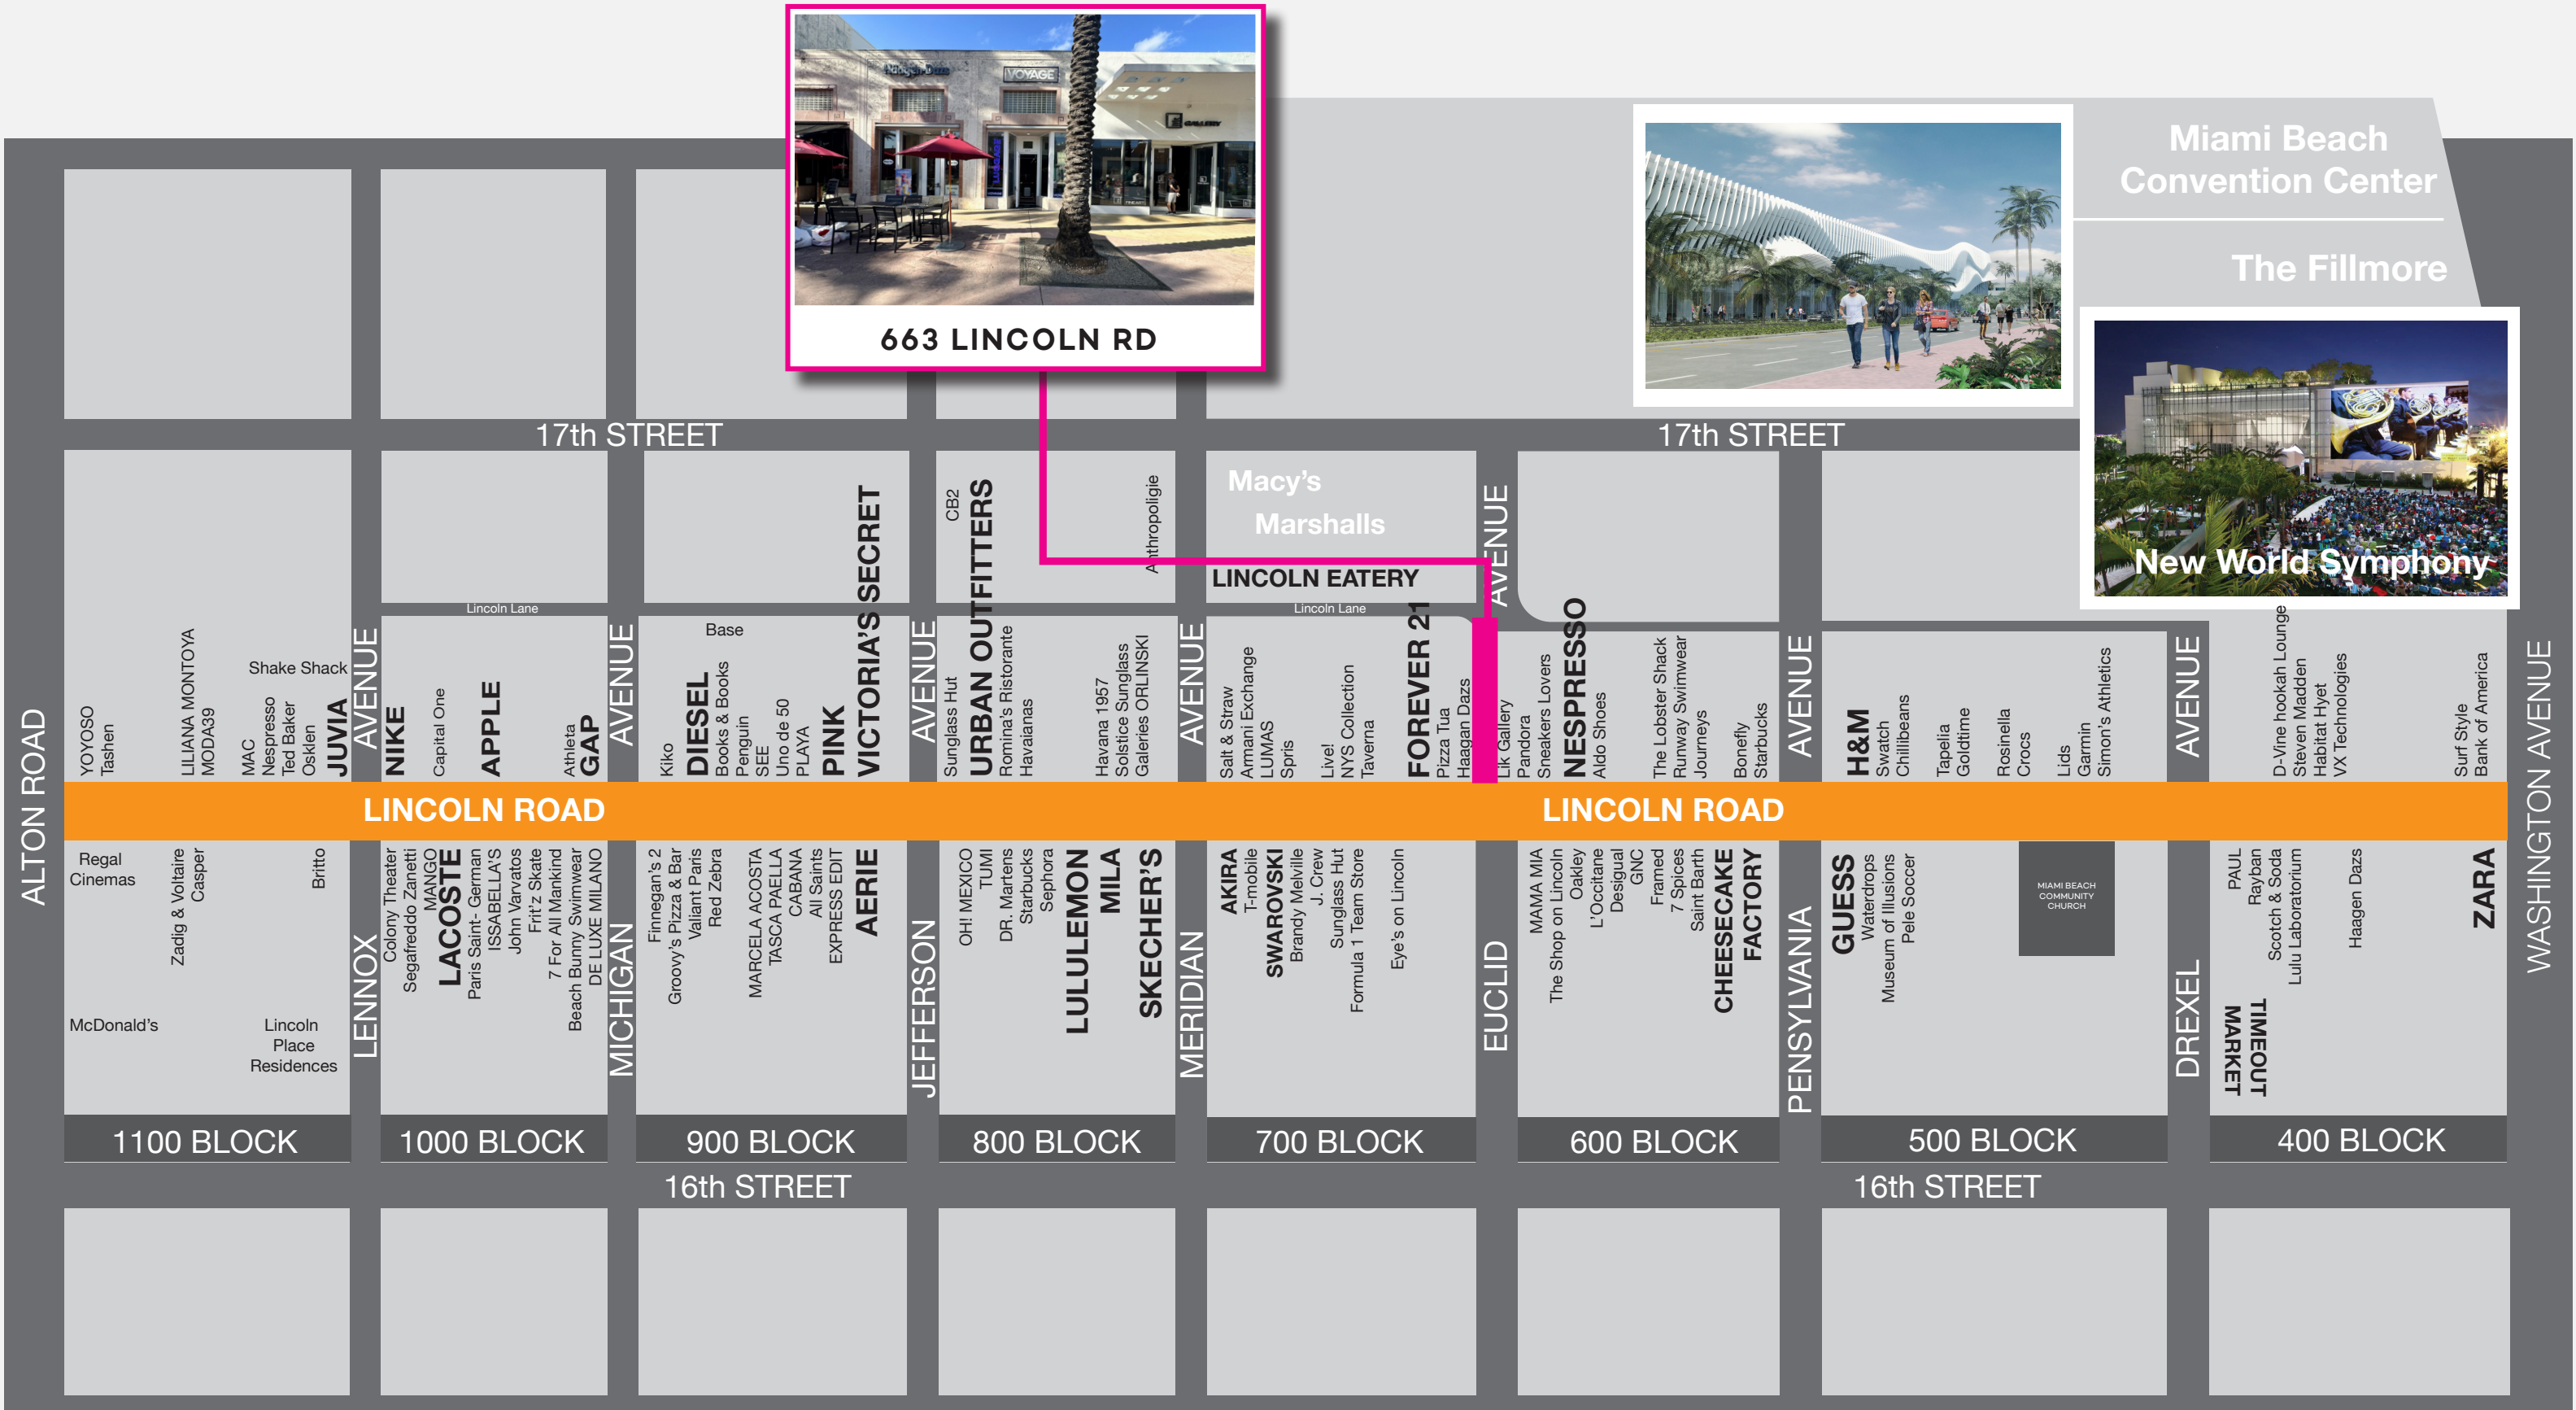 Häagen-Dazs
VOYAGE
GALLERY
663 LINCOLN RD
Miami Beach
Convention Center
The Fillmore
New World Symphony
17th STREET
17th STREET
CB2
URBAN OUTFITTERS
Anthropoligie
Macy's
Marshalls
LINCOLN EATERY
Lincoln Lane
Lincoln Lane
ALTON ROAD
YOYOSO
Tashen
LILIANA MONTOYA
MODA39
Shake Shack
MAC
Nespresso
Ted Baker
Osklen
JUVIA
AVENUE
NIKE
Capital One
APPLE
Athleta
GAP
AVENUE
Base
Kiko
DIESEL
Books & Books
Penguin
SEE
Uno de 50
PLAYA
PINK
VICTORIA'S SECRET
AVENUE
Sunglass Hut
Romina's Ristorante
Havaianas
Havana 1957
Solstice Sunglass
Galeries ORLINSKI
AVENUE
Salt & Straw
Armani Exchange
LUMAS
Spris
Live!
NYS Collection
Taverna
FOREVER 21
Pizza Tua
Haagan Dazs
AVENUE
Lik Gallery
Pandora
Sneakers Lovers
NESPRESSO
Aldo Shoes
The Lobster Shack
Runway Swimwear
Journeys
Bonefly
Starbucks
AVENUE
H&M
Swatch
Chillibeans
Tapelia
Goldtime
Rosinella
Crocs
Lids
Garmin
Simon's Athletics
AVENUE
D-Vine hookah Lounge
Steven Madden
Habitat Hyet
VX Technologies
Surf Style
Bank of America
WASHINGTON AVENUE
LINCOLN ROAD
LINCOLN ROAD
Regal
Cinemas
Zadig & Voltaire
Casper
Britto
McDonald's
Lincoln
Place
Residences
LENNOX
Colony Theater
Segafreddo Zanetti
MANGO
LACOSTE
Paris Saint- German
ISSABELLA'S
John Varvatos
Frit'z Skate
7 For All Mankind
Beach Bunny Swimwear
DE LUXE MILANO
MICHIGAN
Finnegan's 2
Groovy's Pizza & Bar
Valiant Paris
Red Zebra
MARCELA ACOSTA
TASCA PAELLA
CABANA
All Saints
EXPRESS EDIT
AERIE
JEFFERSON
OH! MEXICO
TUMI
DR. Martens
Starbucks
Sephora
LULULEMON
MILA
SKECHER'S
MERIDIAN
AKIRA
T-mobile
SWAROVSKI
Brandy Melville
J. Crew
Sunglass Hut
Formula 1 Team Store
Eye's on Lincoln
EUCLID
MAMA MIA
The Shop on Lincoln
Oakley
L'Occitane
Desigual
GNC
Framed
7 Spices
Saint Barth
CHEESECAKE
FACTORY
PENSYLVANIA
GUESS
Waterdrops
Museum of Illusions
Pele Soccer
MIAMI BEACH
COMMUNITY
CHURCH
DREXEL
PAUL
Rayban
Scotch & Soda
Lulu Laboratorium
Haagen Dazs
ZARA
TIMEOUT
MARKET
1100 BLOCK
1000 BLOCK
900 BLOCK
800 BLOCK
700 BLOCK
600 BLOCK
500 BLOCK
400 BLOCK
16th STREET
16th STREET